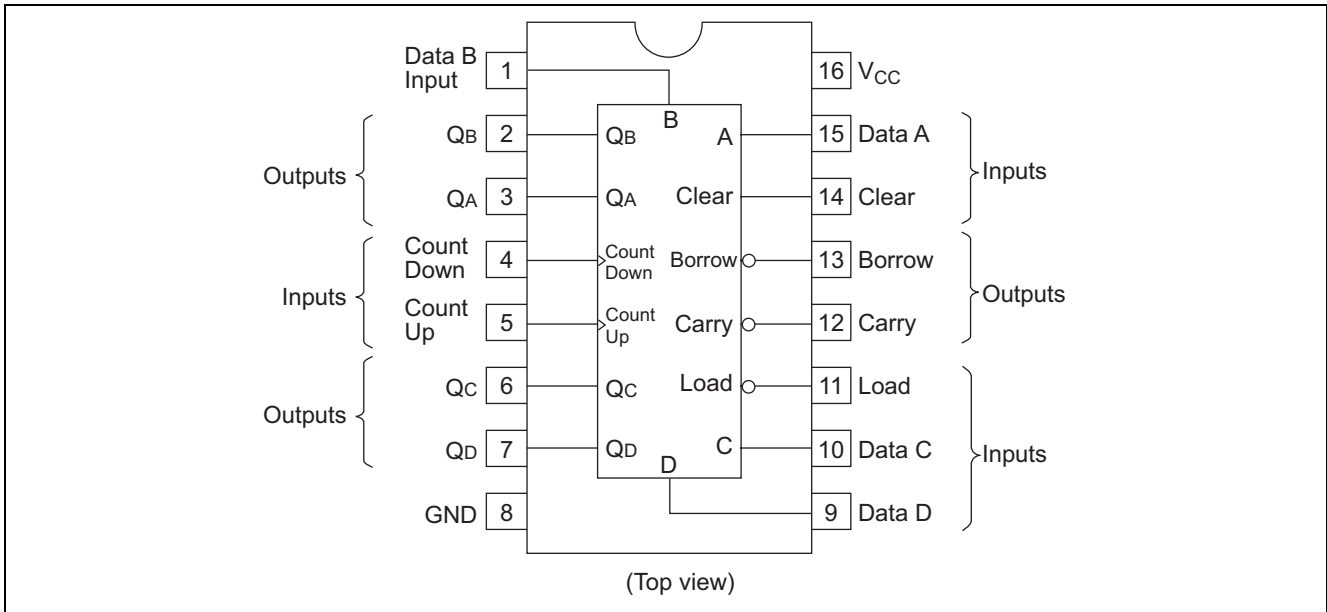 Data B
Input
1
16
VCC
B
Outputs
QB
2
QB
A
15
Data A
Inputs
QA
3
QA
Clear
14
Clear
Inputs
Count
Down
4
Count
Down
Borrow
13
Borrow
Outputs
Count
Up
5
Count
Up
Carry
12
Carry
Outputs
QC
6
QC
Load
11
Load
Inputs
QD
7
QD
C
10
Data C
D
GND
8
9
Data D
(Top view)